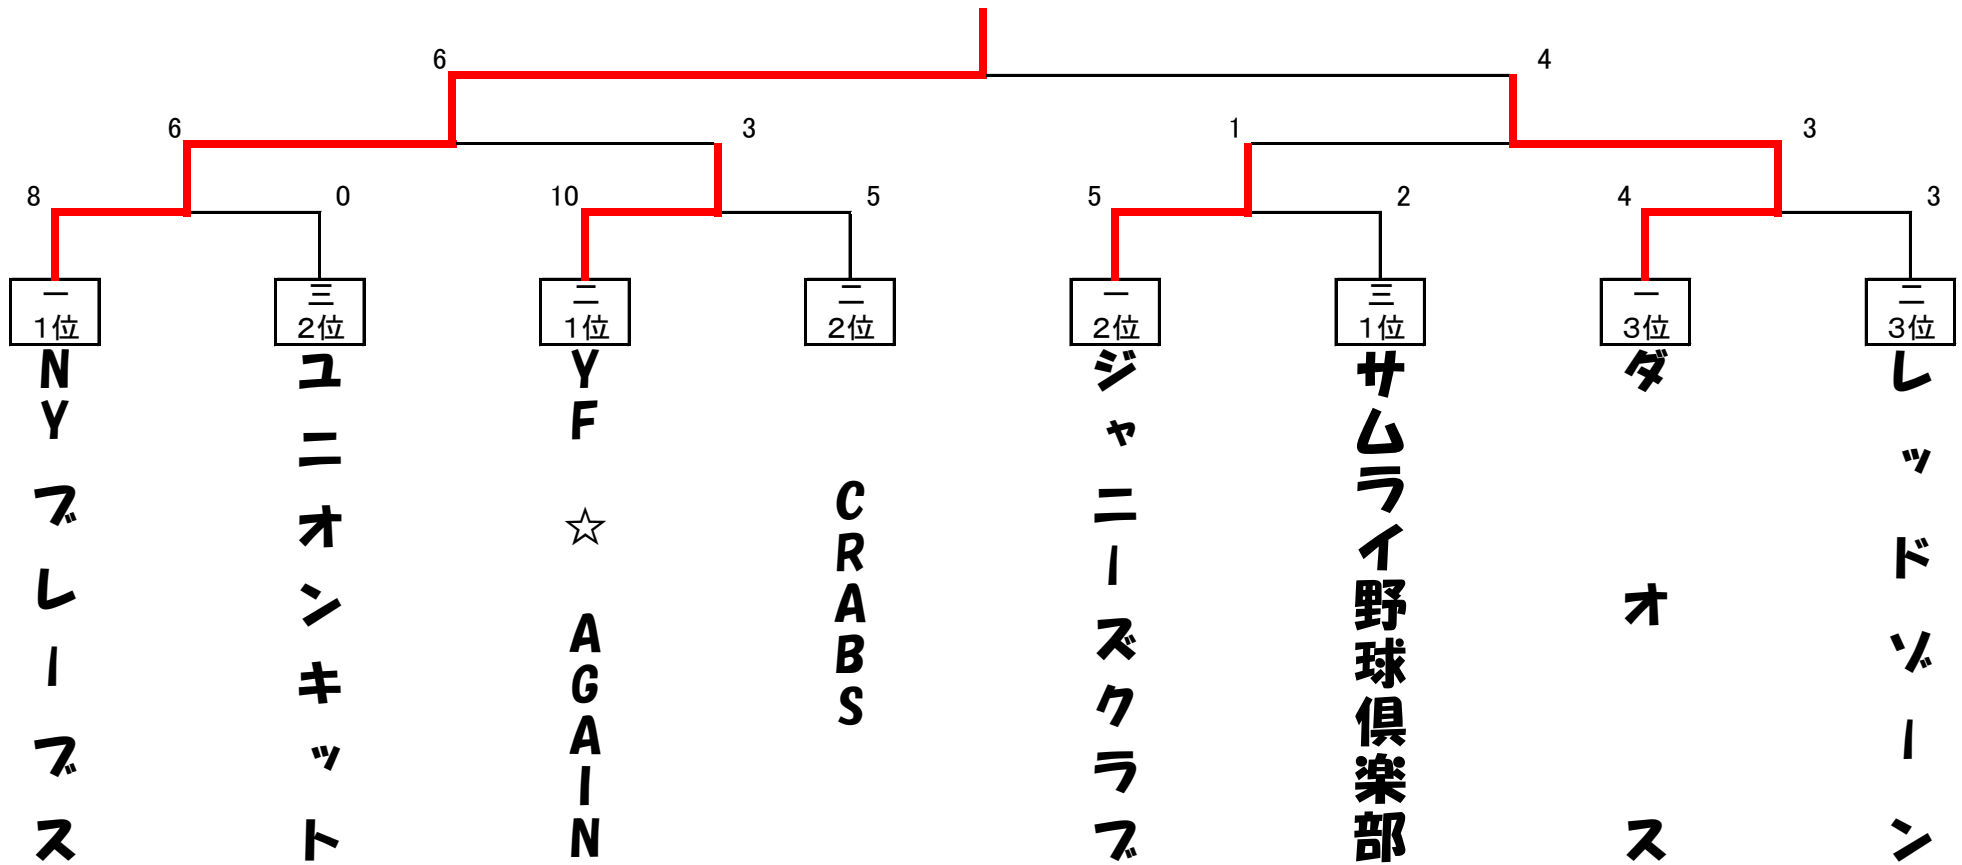 6 4
6 3 1 3
8 0 10 5 5 2 4 3
一 三 二 二 一 三 一 二
1位 2位 1位 2位 2位 1位 3位 3位
NYブレーブス
ユニオンキット
YF ☆ AGAIN
CRABS
ジャニーズクラブ
サムライ野球倶楽部
ダオス
レッドゾーン